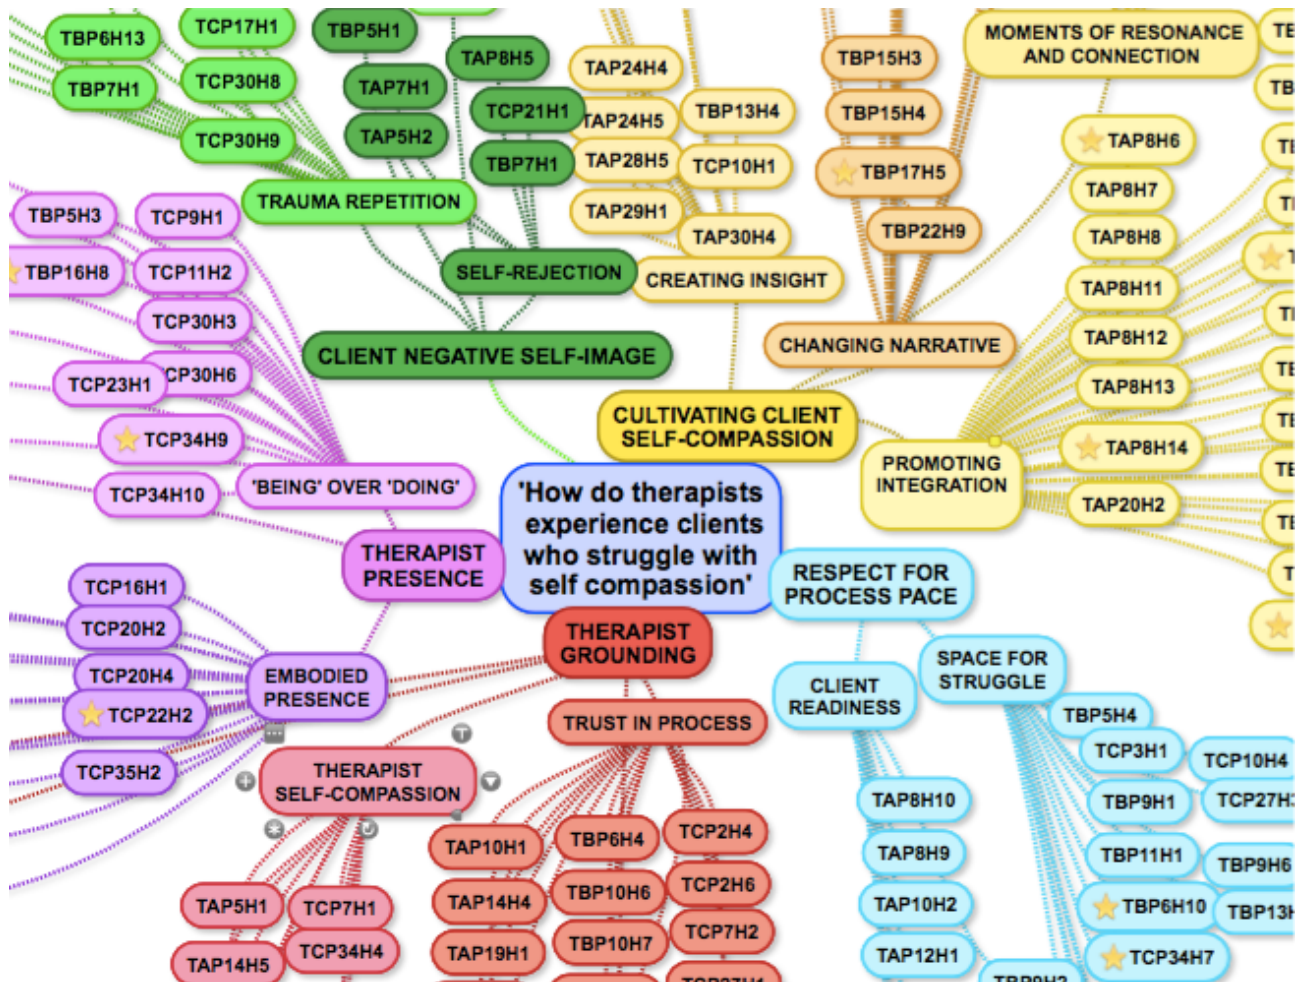 TBP6H13
TBP7H1
TCP17H1
TCP30H8
TCP30H9
TRAUMA REPETITION
TBP5H1
TAP7H1
TAP5H2
TAP8H5
TCP21H1
TBP7H1
SELF-REJECTION
CLIENT NEGATIVE SELF-IMAGE
TAP24H4
TAP24H5
TAP28H5
TAP29H1
TBP13H4
TCP10H1
TAP30H4
CREATING INSIGHT
TBP15H3
TBP15H4
TBP17H5
TBP22H9
CHANGING NARRATIVE
MOMENTS OF RESONANCE
AND CONNECTION
CULTIVATING CLIENT
SELF-COMPASSION
TAP8H6
TAP8H7
TAP8H8
TAP8H11
TAP8H12
TAP8H13
TAP8H14
TAP20H2
PROMOTING
INTEGRATION
TBP5H3
TBP16H8
TCP9H1
TCP11H2
TCP30H3
CP30H6
TCP23H1
TCP34H9
TCP34H10
'BEING' OVER 'DOING'
THERAPIST
PRESENCE
'How do therapists
experience clients
who struggle with
self compassion'
TCP16H1
TCP20H2
TCP20H4
TCP22H2
TCP35H2
EMBODIED
PRESENCE
THERAPIST
GROUNDING
TRUST IN PROCESS
THERAPIST
SELF-COMPASSION
TAP5H1
TAP14H5
TCP7H1
TCP34H4
TAP10H1
TAP14H4
TAP19H1
TBP6H4
TBP10H6
TBP10H7
TCP2H4
TCP2H6
TCP7H2
RESPECT FOR
PROCESS PACE
CLIENT
READINESS
TAP8H10
TAP8H9
TAP10H2
TAP12H1
SPACE FOR
STRUGGLE
TBP5H4
TCP3H1
TBP9H1
TBP11H1
TBP6H10
TCP34H7
TCP10H4
TCP27H
TBP9H6
TBP13